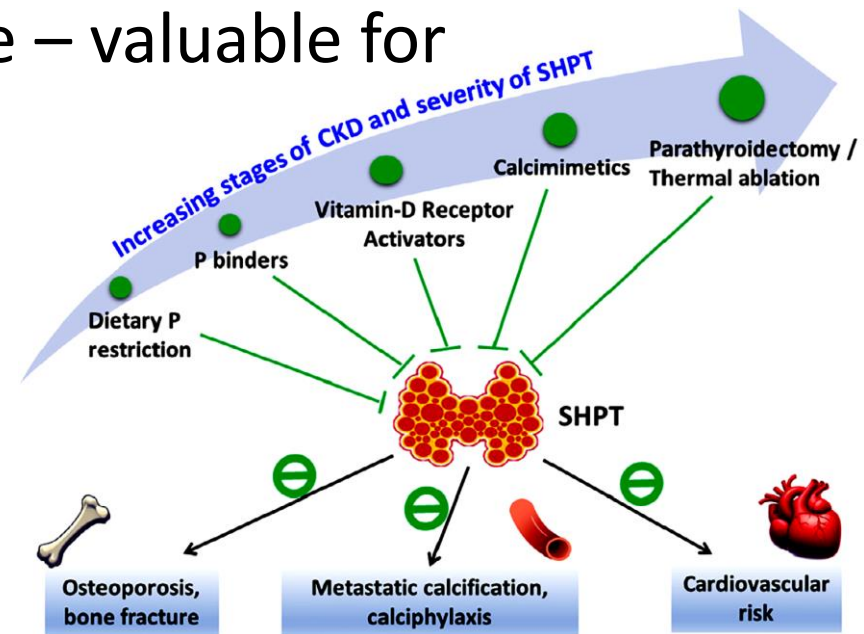 e – valuable for
Increasing stages of CKD and severity of SHPT
Parathyroidectomy /
Thermal ablation
Calcimimetics
Vitamin-D Receptor
Activators
P binders
Dietary P
restriction
SHPT
Osteoporosis,
bone fracture
Metastatic calcification,
calciphylaxis
Cardiovascular
risk